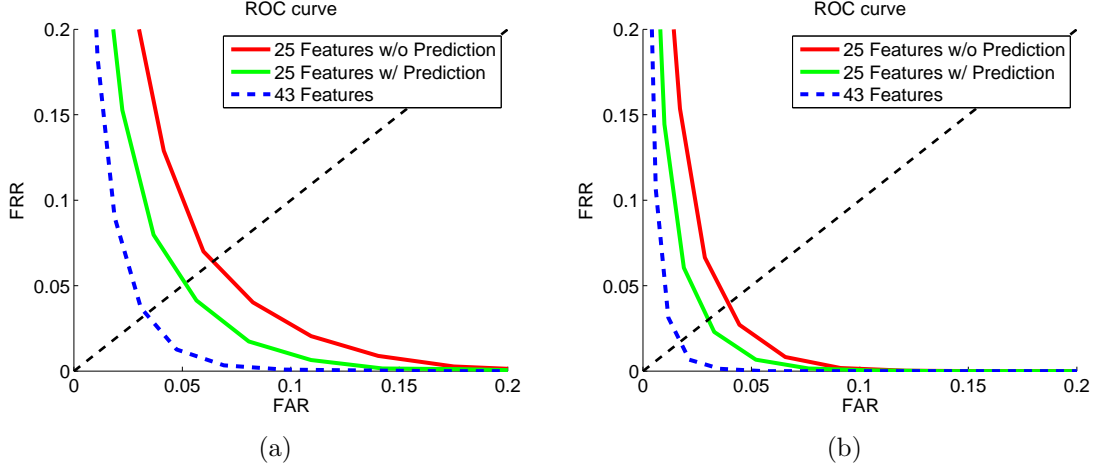 ROC curve
0.2
0.15
0.1
0.05
0
FRR
25 Features w/o Prediction
25 Features w/ Prediction
43 Features
0 0.05 0.1 0.15 0.2
FAR
(a)
ROC curve
0.2
0.15
0.1
0.05
0
FRR
25 Features w/o Prediction
25 Features w/ Prediction
43 Features
0 0.05 0.1 0.15 0.2
FAR
(b)